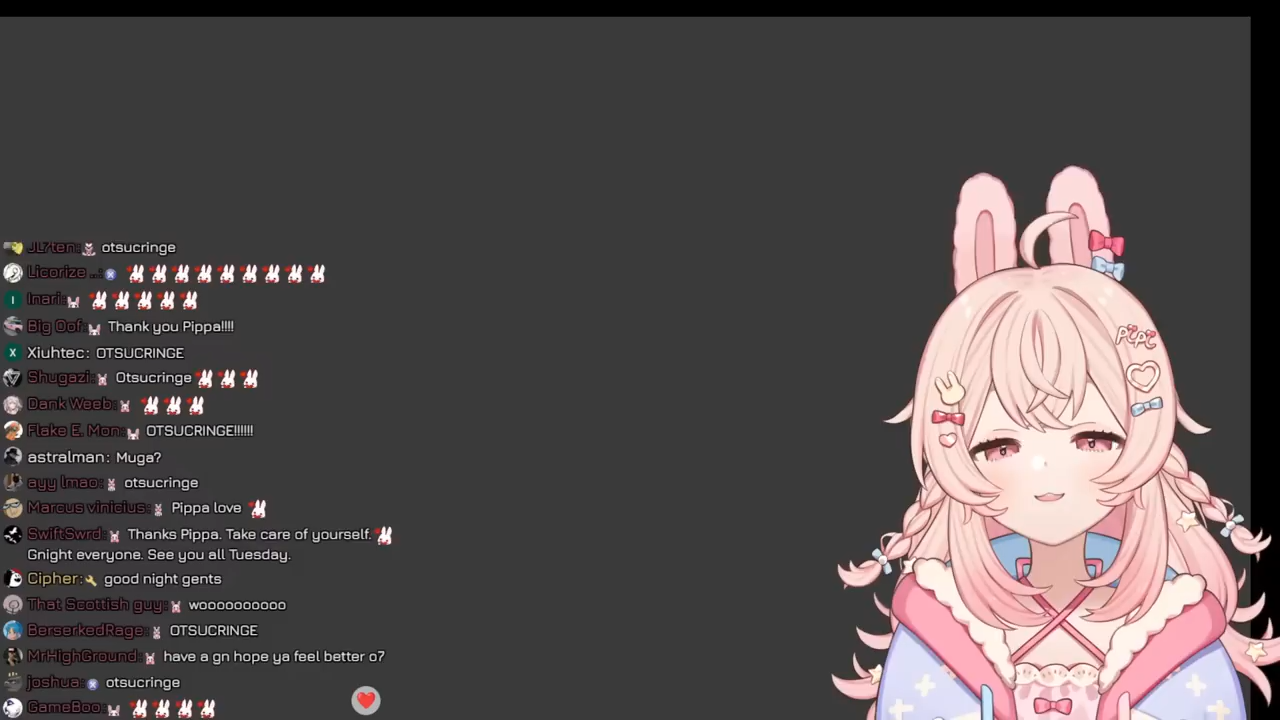 JL7ten: otsucringe
Licorize ..:
Inari:
Big Oof: Thank you Pippa!!!!
X Xiuhtec: OTSUCRINGE
Shugazi: Otsucringe
Dank Weeb:
Flake E. Mon: OTSUCRINGE!!!!!!
astralman: Muga?
ayy lmao: otsucringe
Marcus vinicius: Pippa love
SwiftSwrd: Thanks Pippa. Take care of yourself.
Gnight everyone. See you all Tuesday.
Cipher: good night gents
That Scottish guy: woooooooooo
BerserkedRage: OTSUCRINGE
MrHighGround: have a gn hope ya feel better o7
joshua: otsucringe
GameBoo:
Pipi